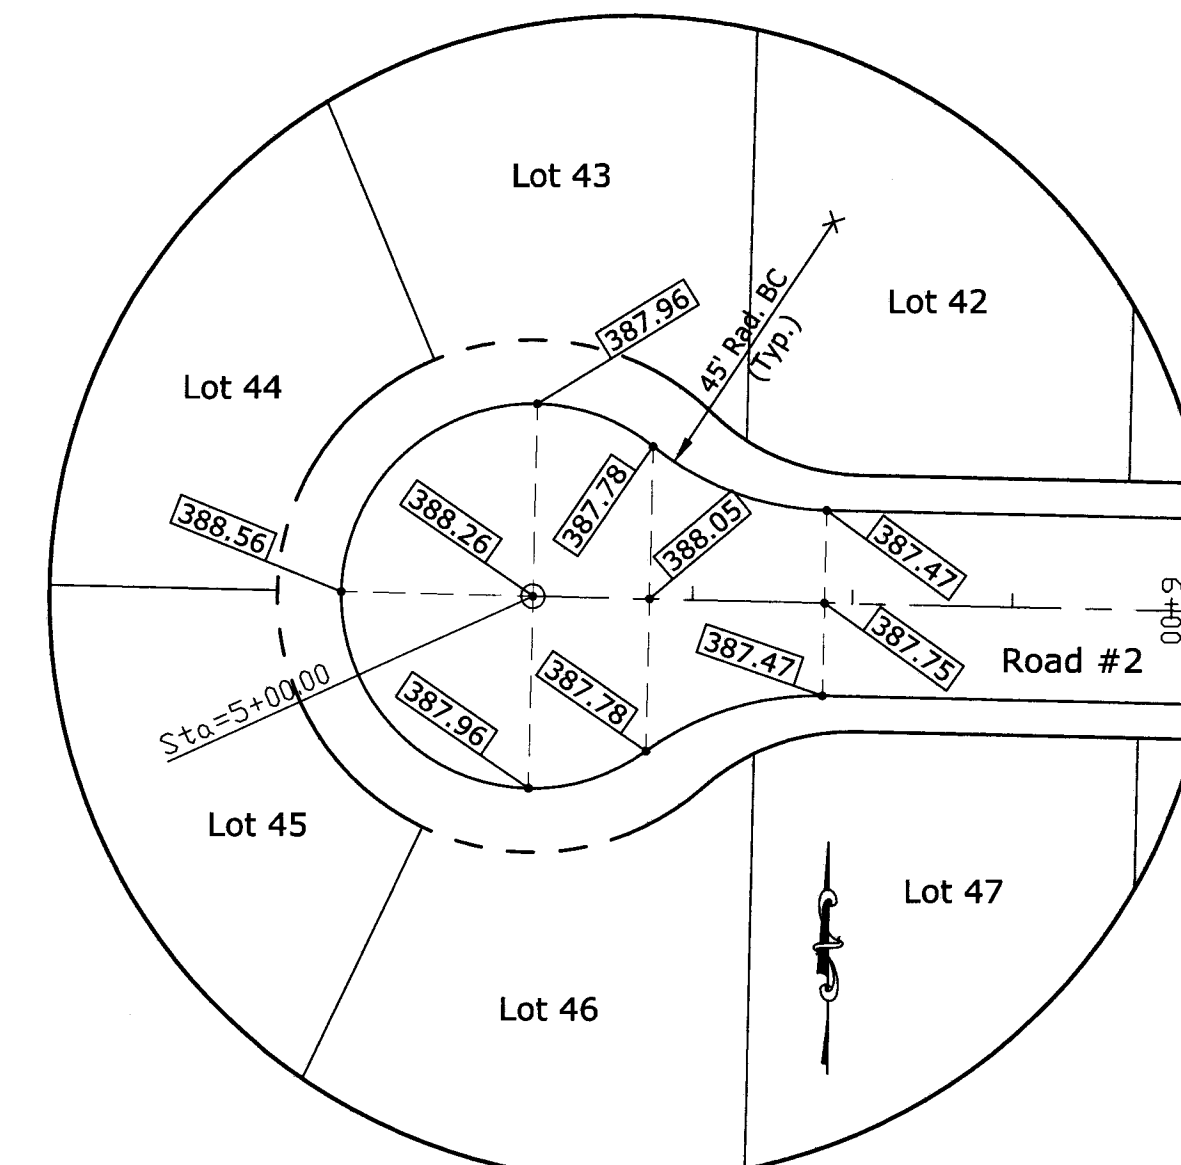 Lot 43
Lot 42
387.96
45' Rad. BC
(Typ.)
Lot 44
387.78
388.05
388.26
388.56
387.47
6+00
387.75
Road #2
387.47
387.78
387.96
Sta=5+00.00
Lot 45
Lot 47
Lot 46